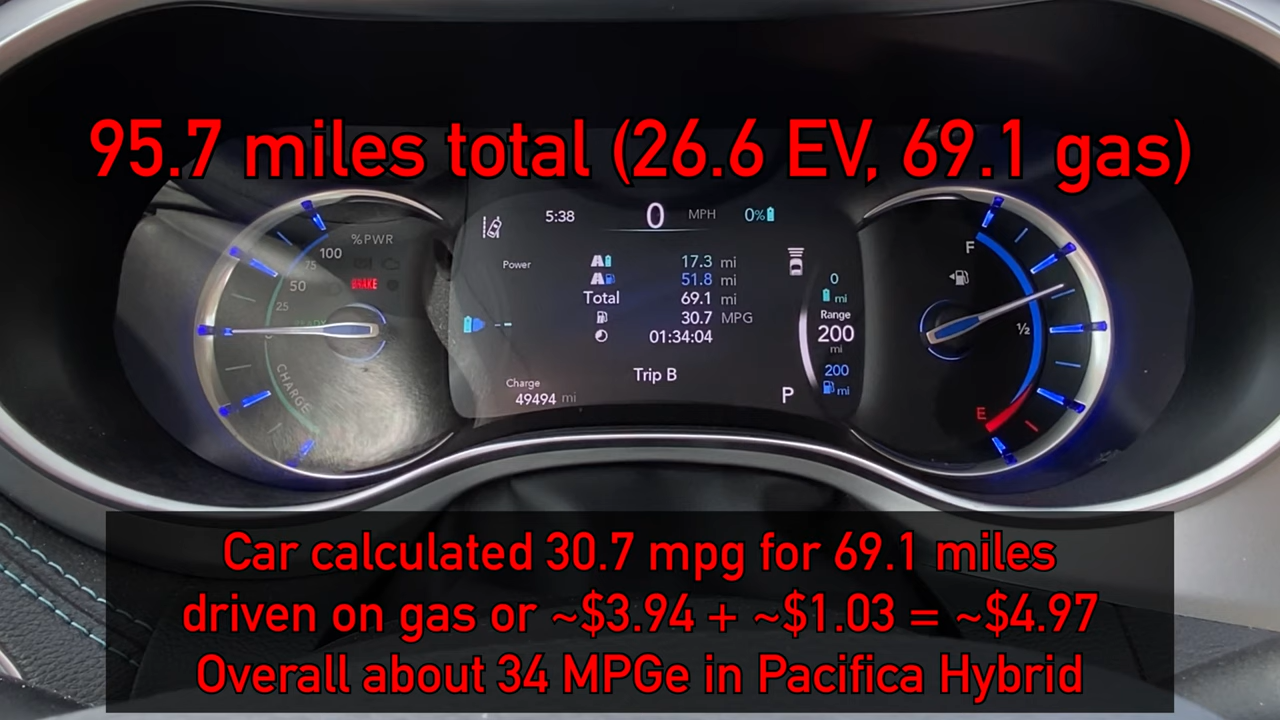 95.7 miles total (26.6 EV, 69.1 gas)
5:38 0 MPH 0%
%PWR
100
75
50
25
BRAKE
READY
CHARGE
Power
17.3 mi
51.8 mi
Total 69.1 mi
30.7 MPG
01:34:04
Trip B
Charge
49494 mi
P
0
mi
Range
200
mi
200
mi
F
1/2
E
Car calculated 30.7 mpg for 69.1 miles
driven on gas or ~$3.94 + ~$1.03 = ~$4.97
Overall about 34 MPGe in Pacifica Hybrid